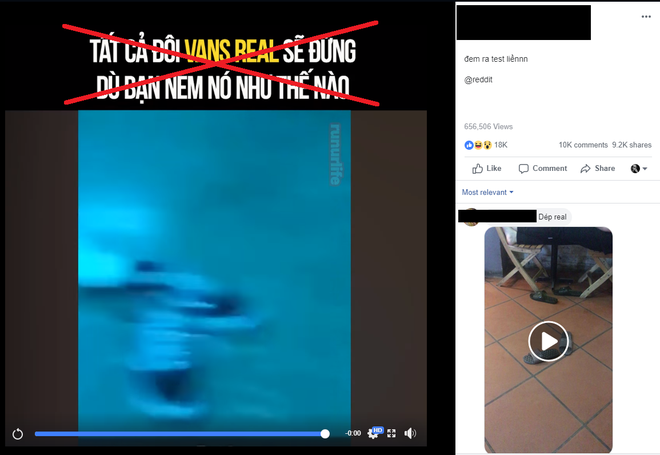 TẤT CẢ ĐÔI VANS REAL SẼ ĐỨNG
DÙ BẠN NÉM NÓ NHƯ THẾ NÀO
runurlife
-0:00
HD
đem ra test liềnnn
@reddit
656,506 Views
18K
10K comments 9.2K shares
Like
Comment
Share
Most relevant
Dép real